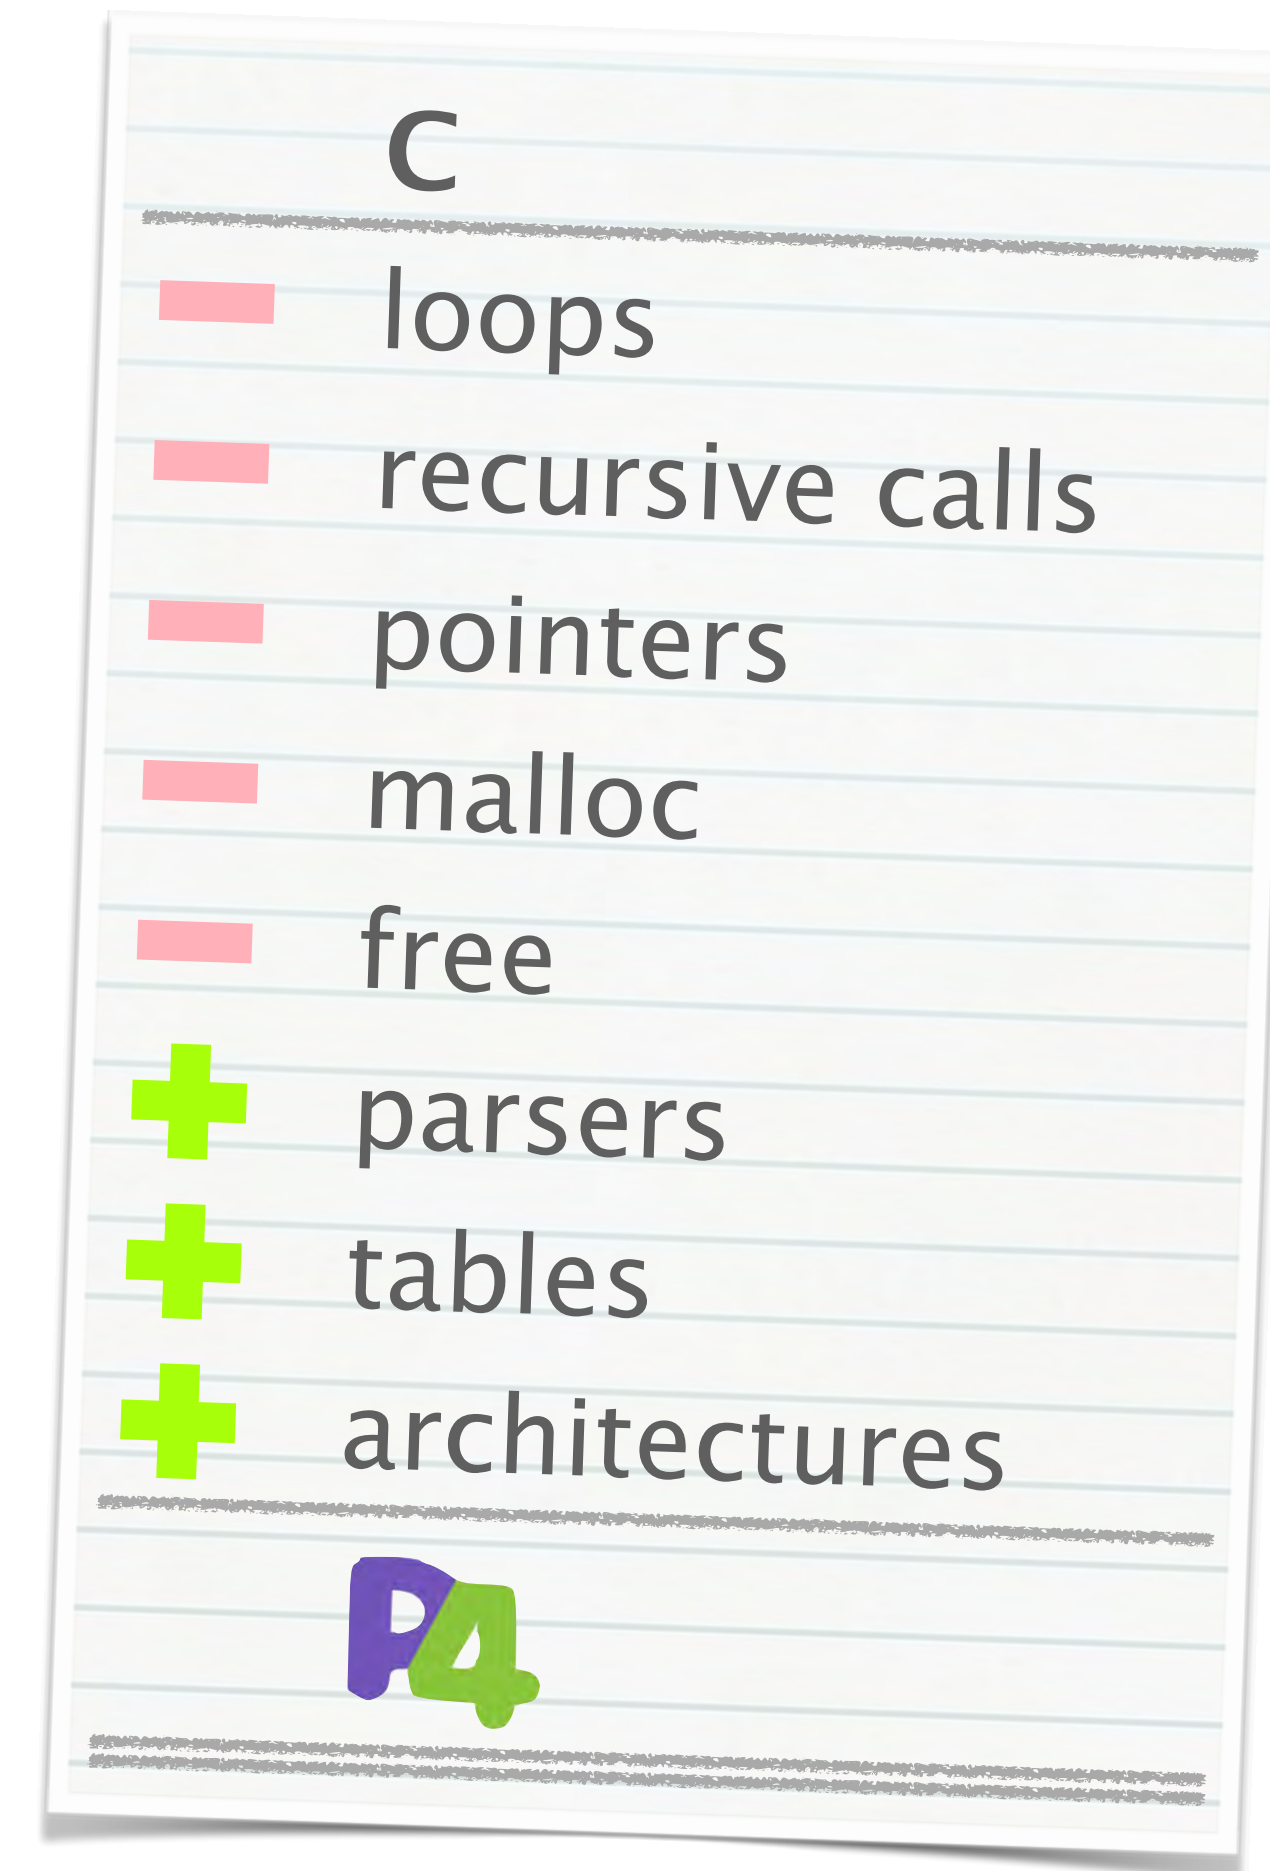 C
loops
recursive calls
pointers
malloc
free
parsers
tables
architectures
P4